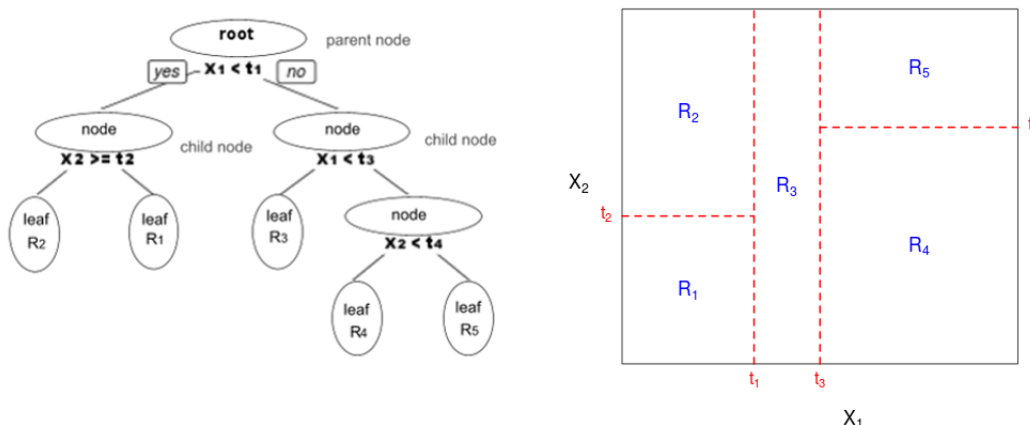 root
parent node
yes
X1 < t1
no
node
child node
X2 >= t2
node
child node
X1 < t3
leaf
R2
leaf
R1
leaf
R3
node
X2 < t4
leaf
R4
leaf
R5
R5
R2
t
R3
X2
t2
R4
R1
t1
t3
X1